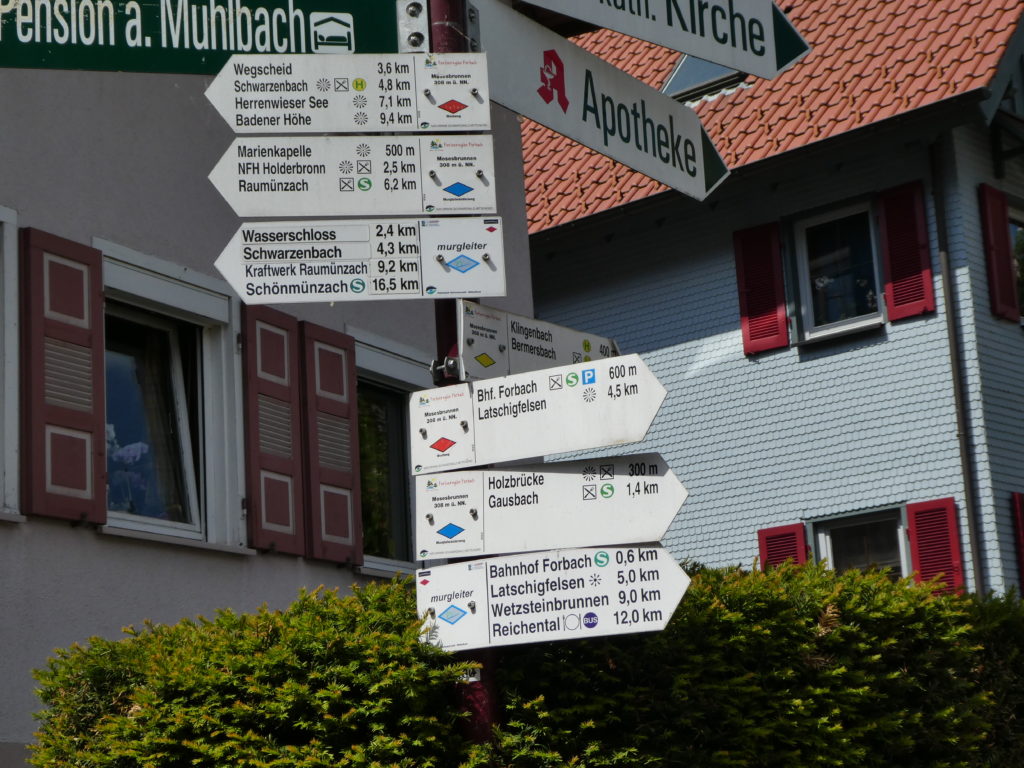 Pension a. Mühlbach
kath. Kirche
Apotheke
Wegscheid 3,6 km
Schwarzenbach H 4,8 km
Herrenwieser See 7,1 km
Badener Höhe 9,4 km
Mosesbrunnen
308 m ü. NN.
Marienkapelle 500 m
NFH Holderbronn 2,5 km
Raumünzach S 6,2 km
Mosesbrunnen
308 m ü. NN.
Wasserschloss 2,4 km
Schwarzenbach 4,3 km
Kraftwerk Raumünzach 9,2 km
Schönmünzach S 16,5 km
murgleiter
Mosesbrunnen
308 m ü. NN.
Klingenbach H
Bermersbach
Mosesbrunnen
308 m ü. NN.
Bhf. Forbach S P 600 m
Latschigfelsen 4,5 km
Mosesbrunnen
308 m ü. NN.
Holzbrücke 300 m
Gausbach S 1,4 km
murgleiter
Bahnhof Forbach S 0,6 km
Latschigfelsen 5,0 km
Wetzsteinbrunnen 9,0 km
Reichental BUS 12,0 km